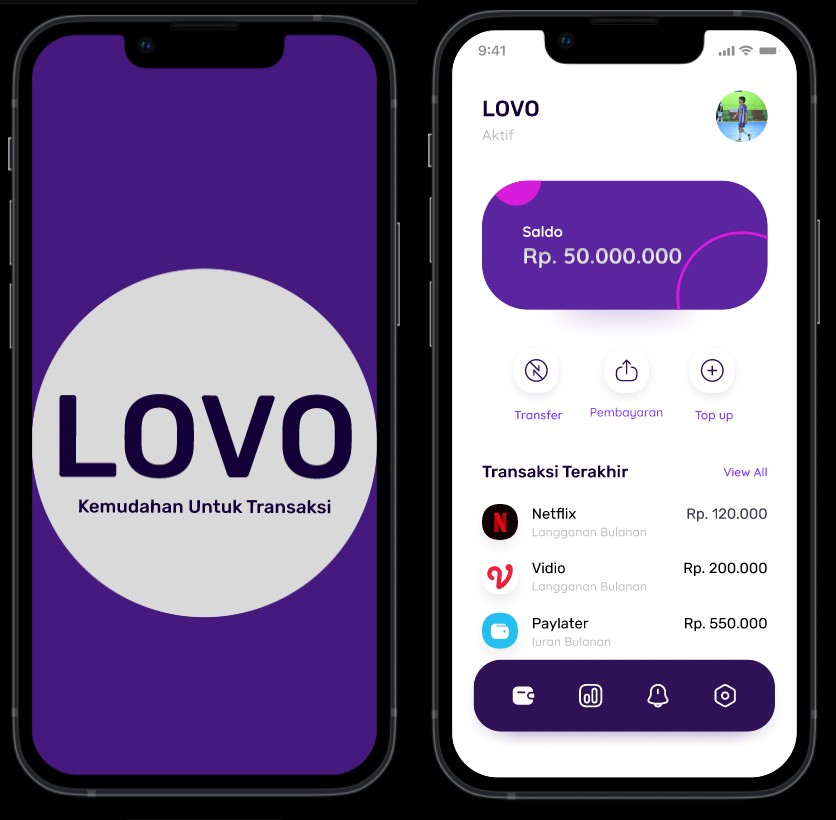 LOVO
Kemudahan Untuk Transaksi
9:41
LOVO
Aktif
Saldo
Rp. 50.000.000
Transfer
Pembayaran
Top up
Transaksi Terakhir
View All
Netflix
Rp. 120.000
Langganan Bulanan
Vidio
Rp. 200.000
Langganan Bulanan
Paylater
Rp. 550.000
Iuran Bulanan